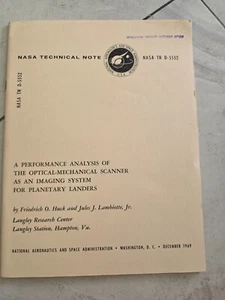 NASA TECHNICAL NOTE
NASA TN D-5552
NASA TN D-5552
A PERFORMANCE ANALYSIS OF
THE OPTICAL-MECHANICAL SCANNER
AS AN IMAGING SYSTEM
FOR PLANETARY LANDERS
by Friedrich O. Huck and Jules J. Lambiotte, Jr.
Langley Research Center
Langley Station, Hampton, Va.
NATIONAL AERONAUTICS AND SPACE ADMINISTRATION • WASHINGTON, D. C. • DECEMBER 1969